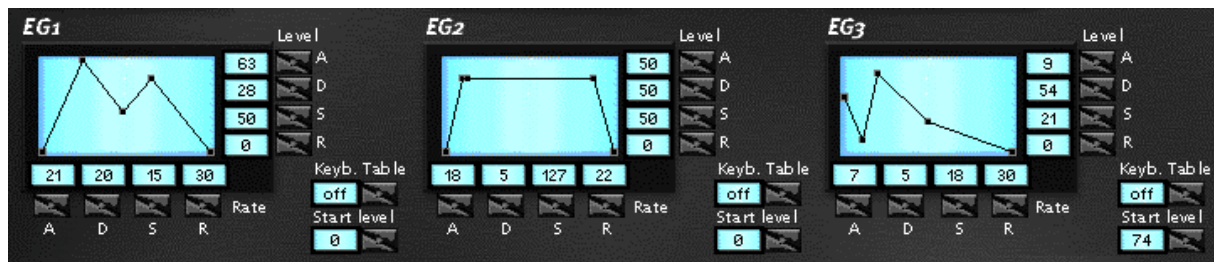 EG1
Level
63 A
28 D
50 S
0 R
21 20 15 30
Rate
A D S R
Keyb. Table
off
Start level
0
EG2
Level
50 A
50 D
50 S
0 R
18 5 127 22
Rate
A D S R
Keyb. Table
off
Start level
0
EG3
Level
9 A
54 D
21 S
0 R
7 5 18 30
Rate
A D S R
Keyb. Table
off
Start level
74